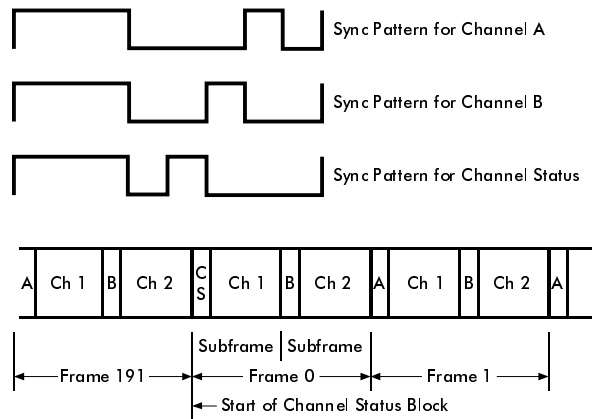 Sync Pattern for Channel A
Sync Pattern for Channel B
Sync Pattern for Channel Status
A Ch 1 B Ch 2 CS Ch 1 B Ch 2 A Ch 1 B Ch 2 A
Subframe Subframe
Frame 191 Frame 0 Frame 1
Start of Channel Status Block